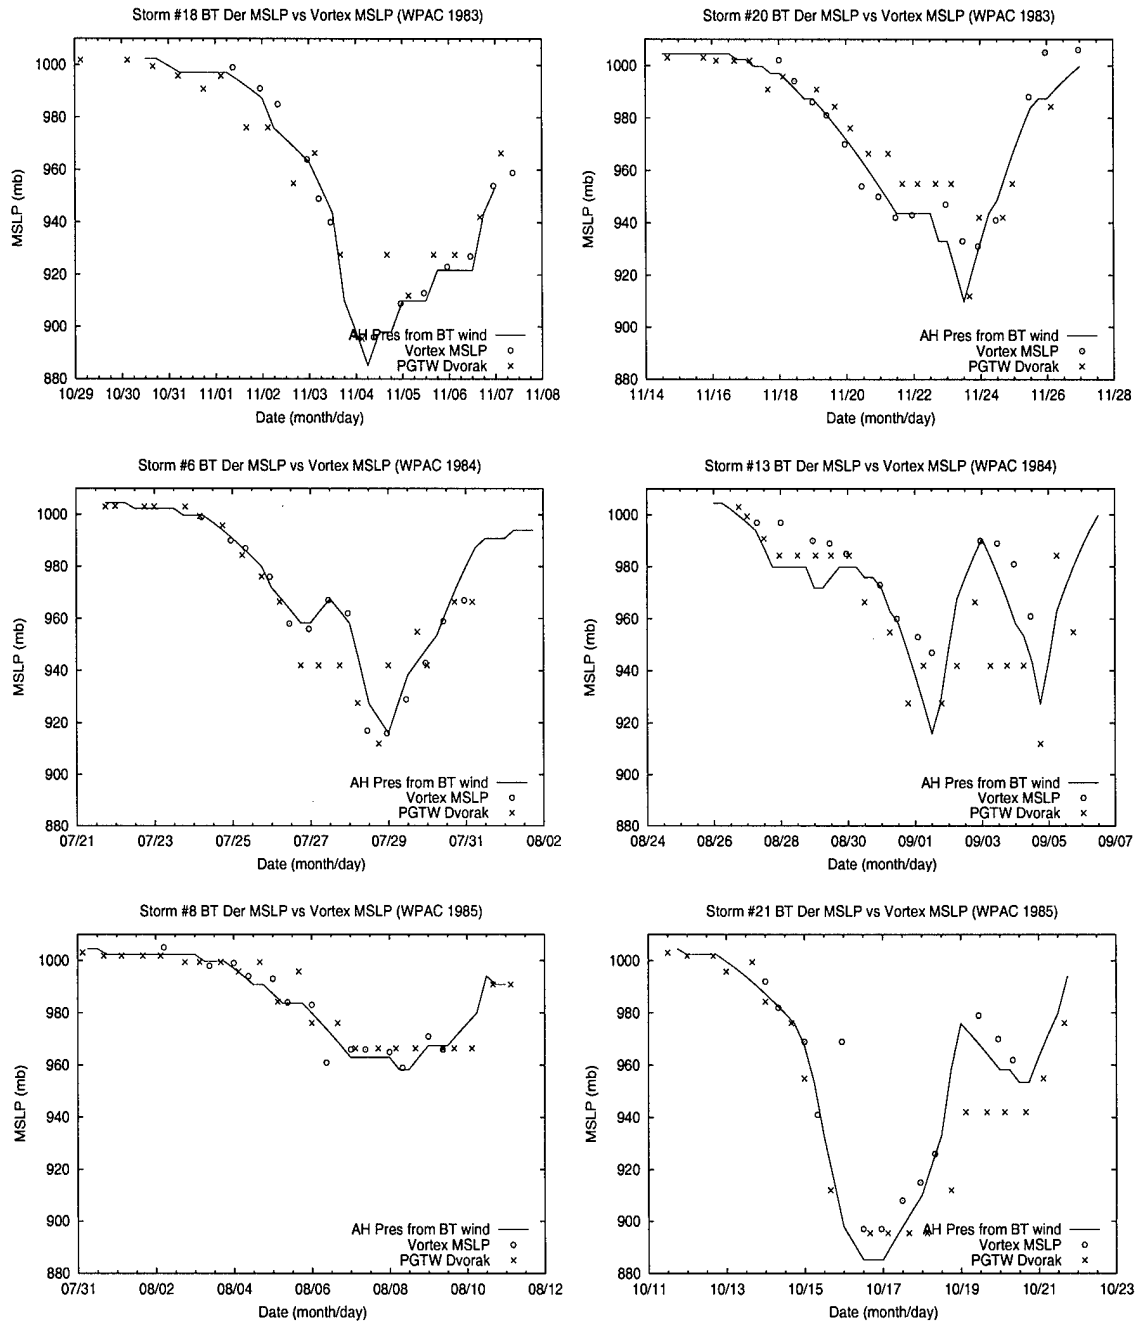 Storm #18 BT Der MSLP vs Vortex MSLP (WPAC 1983)
1000
980
960
940
920
900
880
MSLP (mb)
AH Pres from BT wind
Vortex MSLP
PGTW Dvorak
10/29 10/30 10/31 11/01 11/02 11/03 11/04 11/05 11/06 11/07 11/08
Date (month/day)
Storm #20 BT Der MSLP vs Vortex MSLP (WPAC 1983)
1000
980
960
940
920
900
880
MSLP (mb)
AH Pres from BT wind
Vortex MSLP
PGTW Dvorak
11/14 11/16 11/18 11/20 11/22 11/24 11/26 11/28
Date (month/day)
Storm #6 BT Der MSLP vs Vortex MSLP (WPAC 1984)
1000
980
960
940
920
900
880
MSLP (mb)
AH Pres from BT wind
Vortex MSLP
PGTW Dvorak
07/21 07/23 07/25 07/27 07/29 07/31 08/02
Date (month/day)
Storm #13 BT Der MSLP vs Vortex MSLP (WPAC 1984)
1000
980
960
940
920
900
880
MSLP (mb)
AH Pres from BT wind
Vortex MSLP
PGTW Dvorak
08/24 08/26 08/28 08/30 09/01 09/03 09/05 09/07
Date (month/day)
Storm #8 BT Der MSLP vs Vortex MSLP (WPAC 1985)
1000
980
960
940
920
900
880
MSLP (mb)
AH Pres from BT wind
Vortex MSLP
PGTW Dvorak
07/31 08/02 08/04 08/06 08/08 08/10 08/12
Date (month/day)
Storm #21 BT Der MSLP vs Vortex MSLP (WPAC 1985)
1000
980
960
940
920
900
880
MSLP (mb)
AH Pres from BT wind
Vortex MSLP
PGTW Dvorak
10/11 10/13 10/15 10/17 10/19 10/21 10/23
Date (month/day)